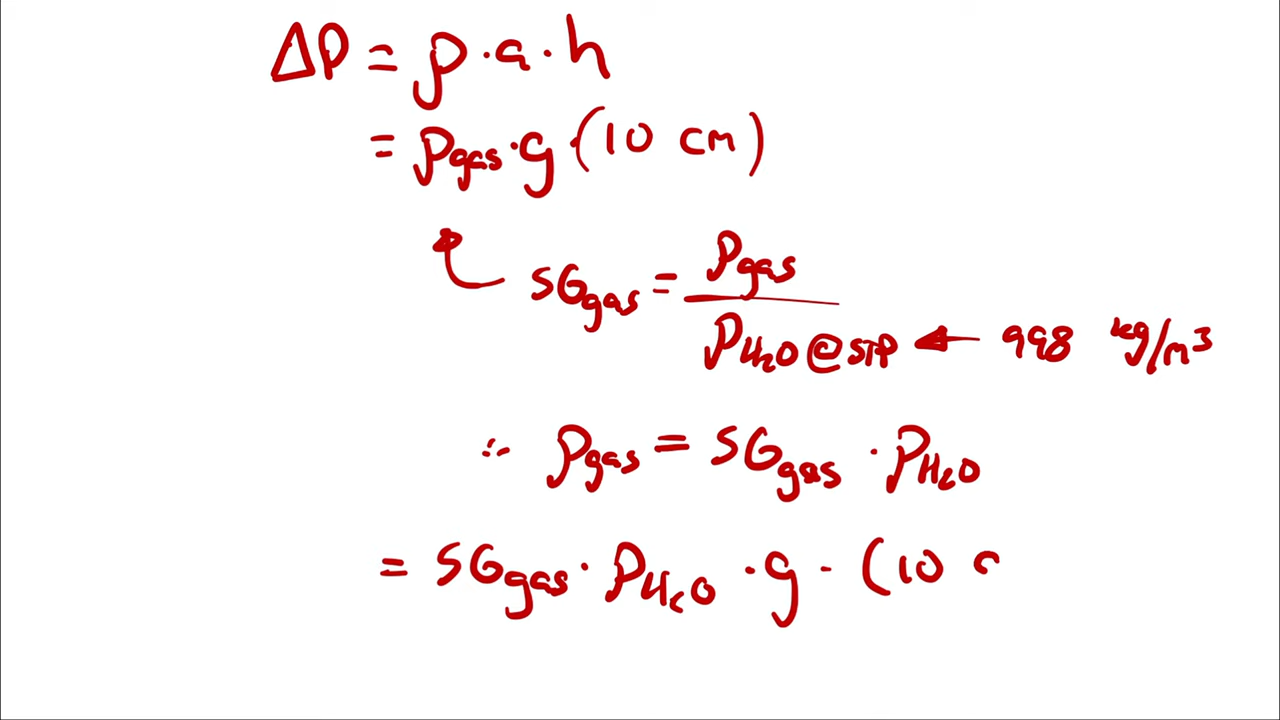 ΔP = ρ · a · h
= ρgas · g · (10 cm)
SGgas = ρgas / ρH₂O @ STP ← 998 kg/m³
∴ ρgas = SGgas · ρH₂O
= SGgas · ρH₂O · g · (10 c